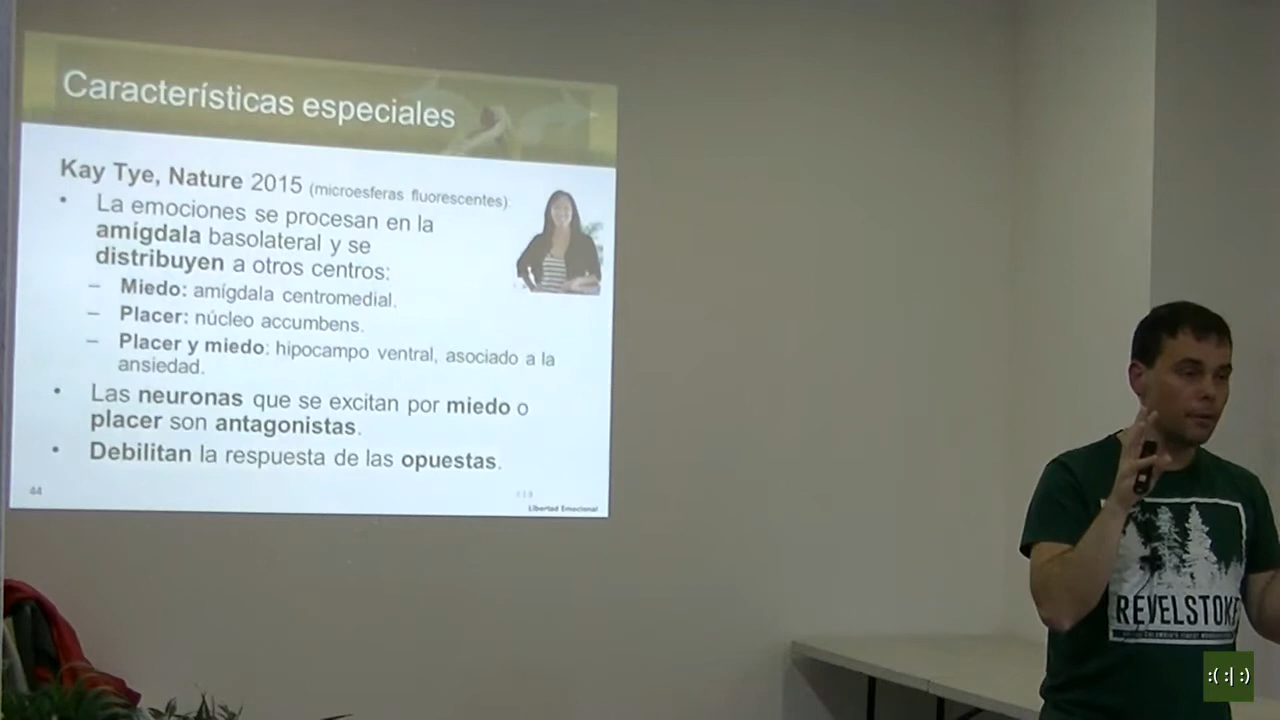 Características especiales
Kay Tye, Nature 2015 (microesferas fluorescentes)
• La emociones se procesan en la
amígdala basolateral y se
distribuyen a otros centros:
– Miedo: amígdala centromedial.
– Placer: núcleo accumbens.
– Placer y miedo: hipocampo ventral, asociado a la
ansiedad.
• Las neuronas que se excitan por miedo o
placer son antagonistas.
• Debilitan la respuesta de las opuestas.
44
Libertad Emocional
REVELSTOKE
:( :| :)